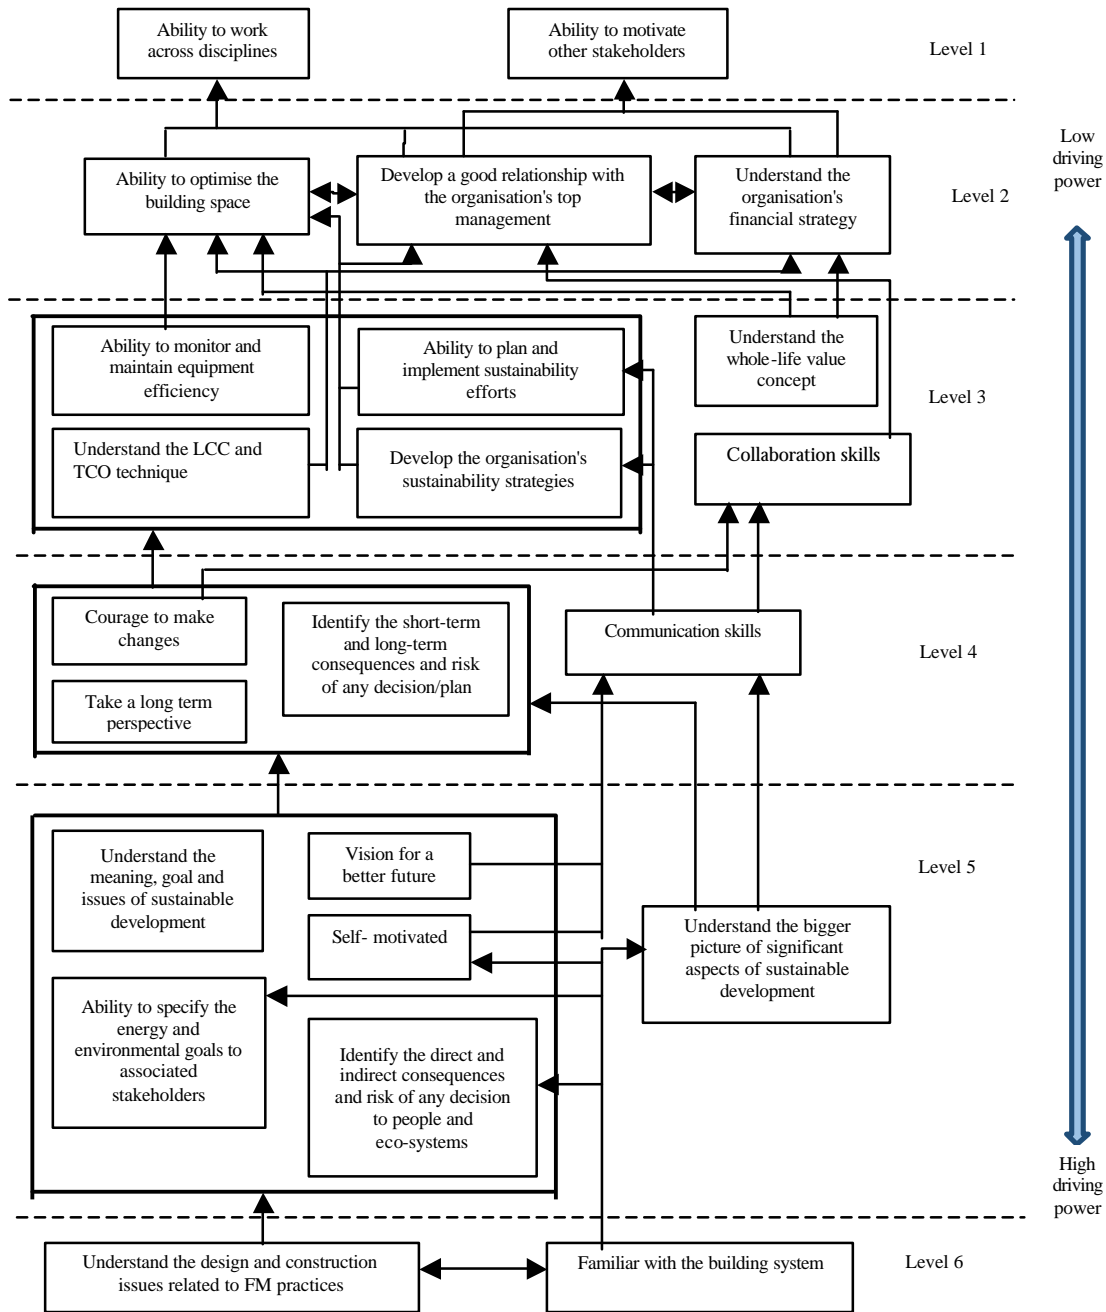 Ability to work
across disciplines
Ability to motivate
other stakeholders
Level 1
Low
driving
power
Ability to optimise the
building space
Develop a good relationship with
the organisation's top
management
Understand the
organisation's
financial strategy
Level 2
Ability to monitor and
maintain equipment
efficiency
Ability to plan and
implement sustainability
efforts
Understand the
whole-life value
concept
Level 3
Understand the LCC and
TCO technique
Develop the organisation's
sustainability strategies
Collaboration skills
Courage to make
changes
Identify the short-term
and long-term
consequences and risk
of any decision/plan
Communication skills
Level 4
Take a long term
perspective
Understand the
meaning, goal and
issues of sustainable
development
Vision for a
better future
Level 5
Self- motivated
Understand the bigger
picture of significant
aspects of sustainable
development
Ability to specify the
energy and
environmental goals to
associated
stakeholders
Identify the direct and
indirect consequences
and risk of any decision
to people and
eco-systems
High
driving
power
Understand the design and construction
issues related to FM practices
Familiar with the building system
Level 6